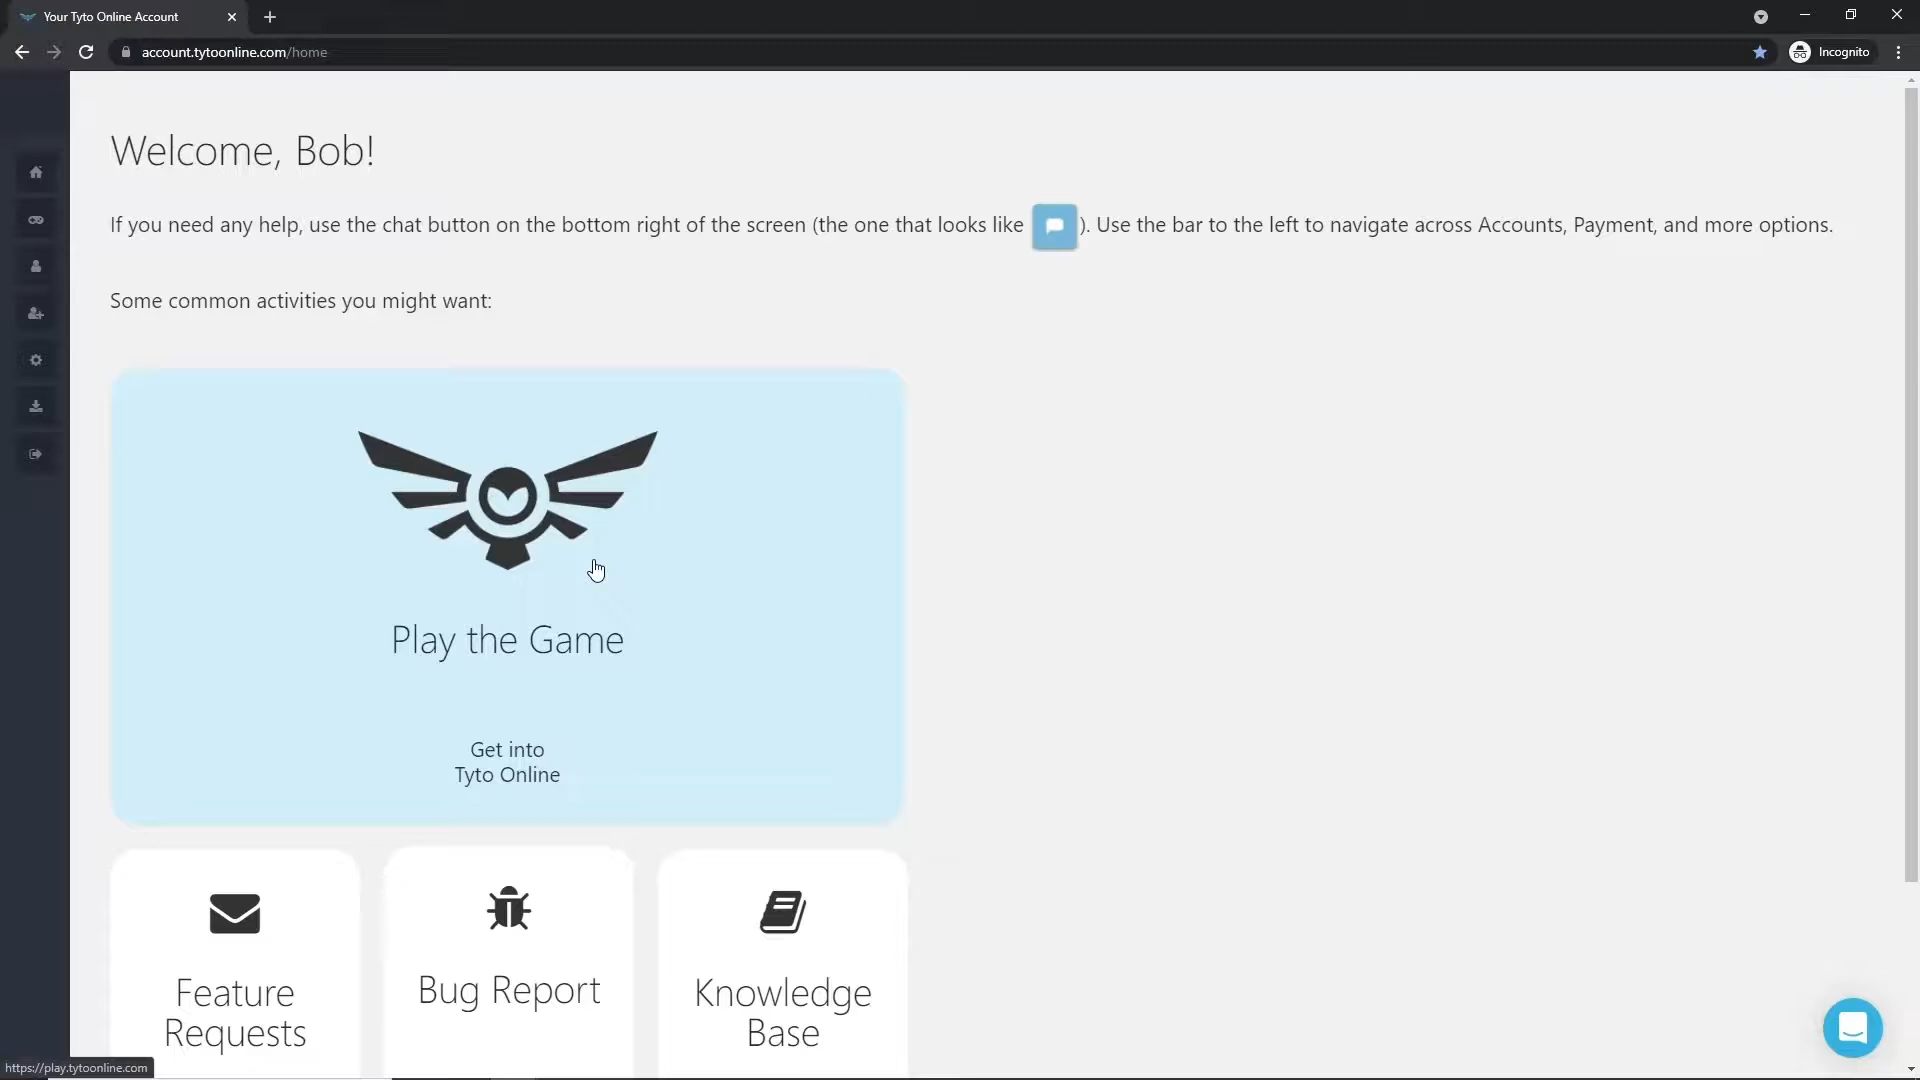 Your Tyto Online Account
account.tytoonline.com/home
Incognito
Welcome, Bob!
If you need any help, use the chat button on the bottom right of the screen (the one that looks like ). Use the bar to the left to navigate across Accounts, Payment, and more options.
Some common activities you might want:
Play the Game
Get into
Tyto Online
Feature
Requests
Bug Report
Knowledge
Base
https://play.tytoonline.com